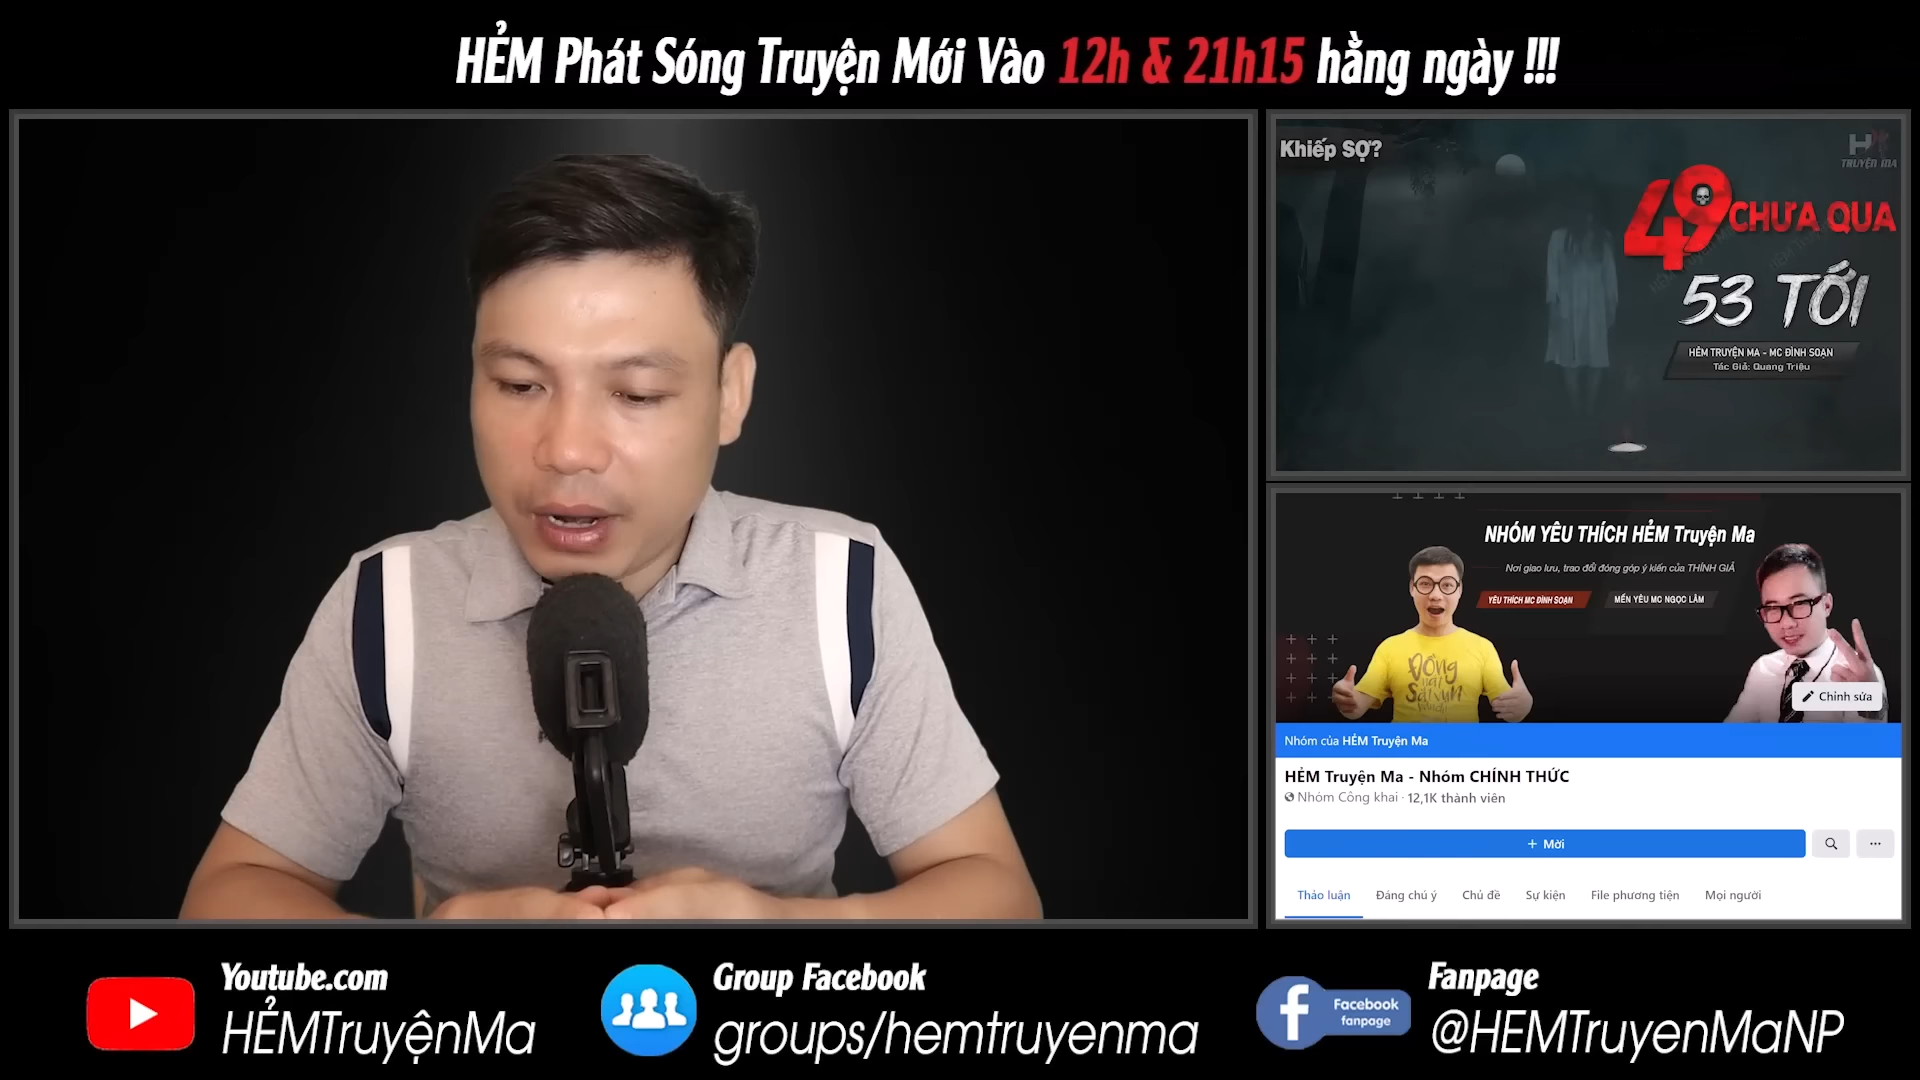 HẺM Phát Sóng Truyện Mới Vào 12h & 21h15 hằng ngày !!!
Khiếp SỢ?
H
TRUYỆN MA
49 CHƯA QUA
53 TỚI
HẺM TRUYỆN MA - MC ĐÌNH SOẠN
Tác Giả: Quang Triệu
NHÓM YÊU THÍCH HẺM Truyện Ma
Nơi giao lưu, trao đổi đóng góp ý kiến của THÍNH GIẢ
YÊU THÍCH MC ĐÌNH SOẠN
MẾN YÊU MC NGỌC LÂM
Chỉnh sửa
Nhóm của HẺM Truyện Ma
HẺM Truyện Ma - Nhóm CHÍNH THỨC
Nhóm Công khai · 12,1K thành viên
+ Mời
Thảo luận
Đáng chú ý
Chủ đề
Sự kiện
File phương tiện
Mọi người
Youtube.com
HẺMTruyệnMa
Group Facebook
groups/hemtruyenma
Facebook
fanpage
Fanpage
@HEMTruyenMaNP